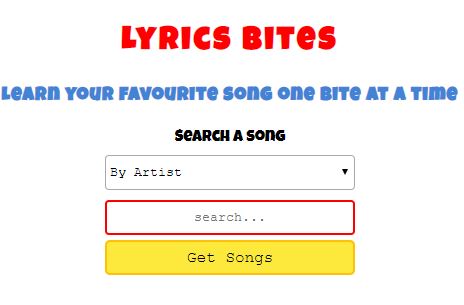 Lyrics Bites
Learn your favourite song one bite at a time
Search a song
By Artist
search...
Get Songs